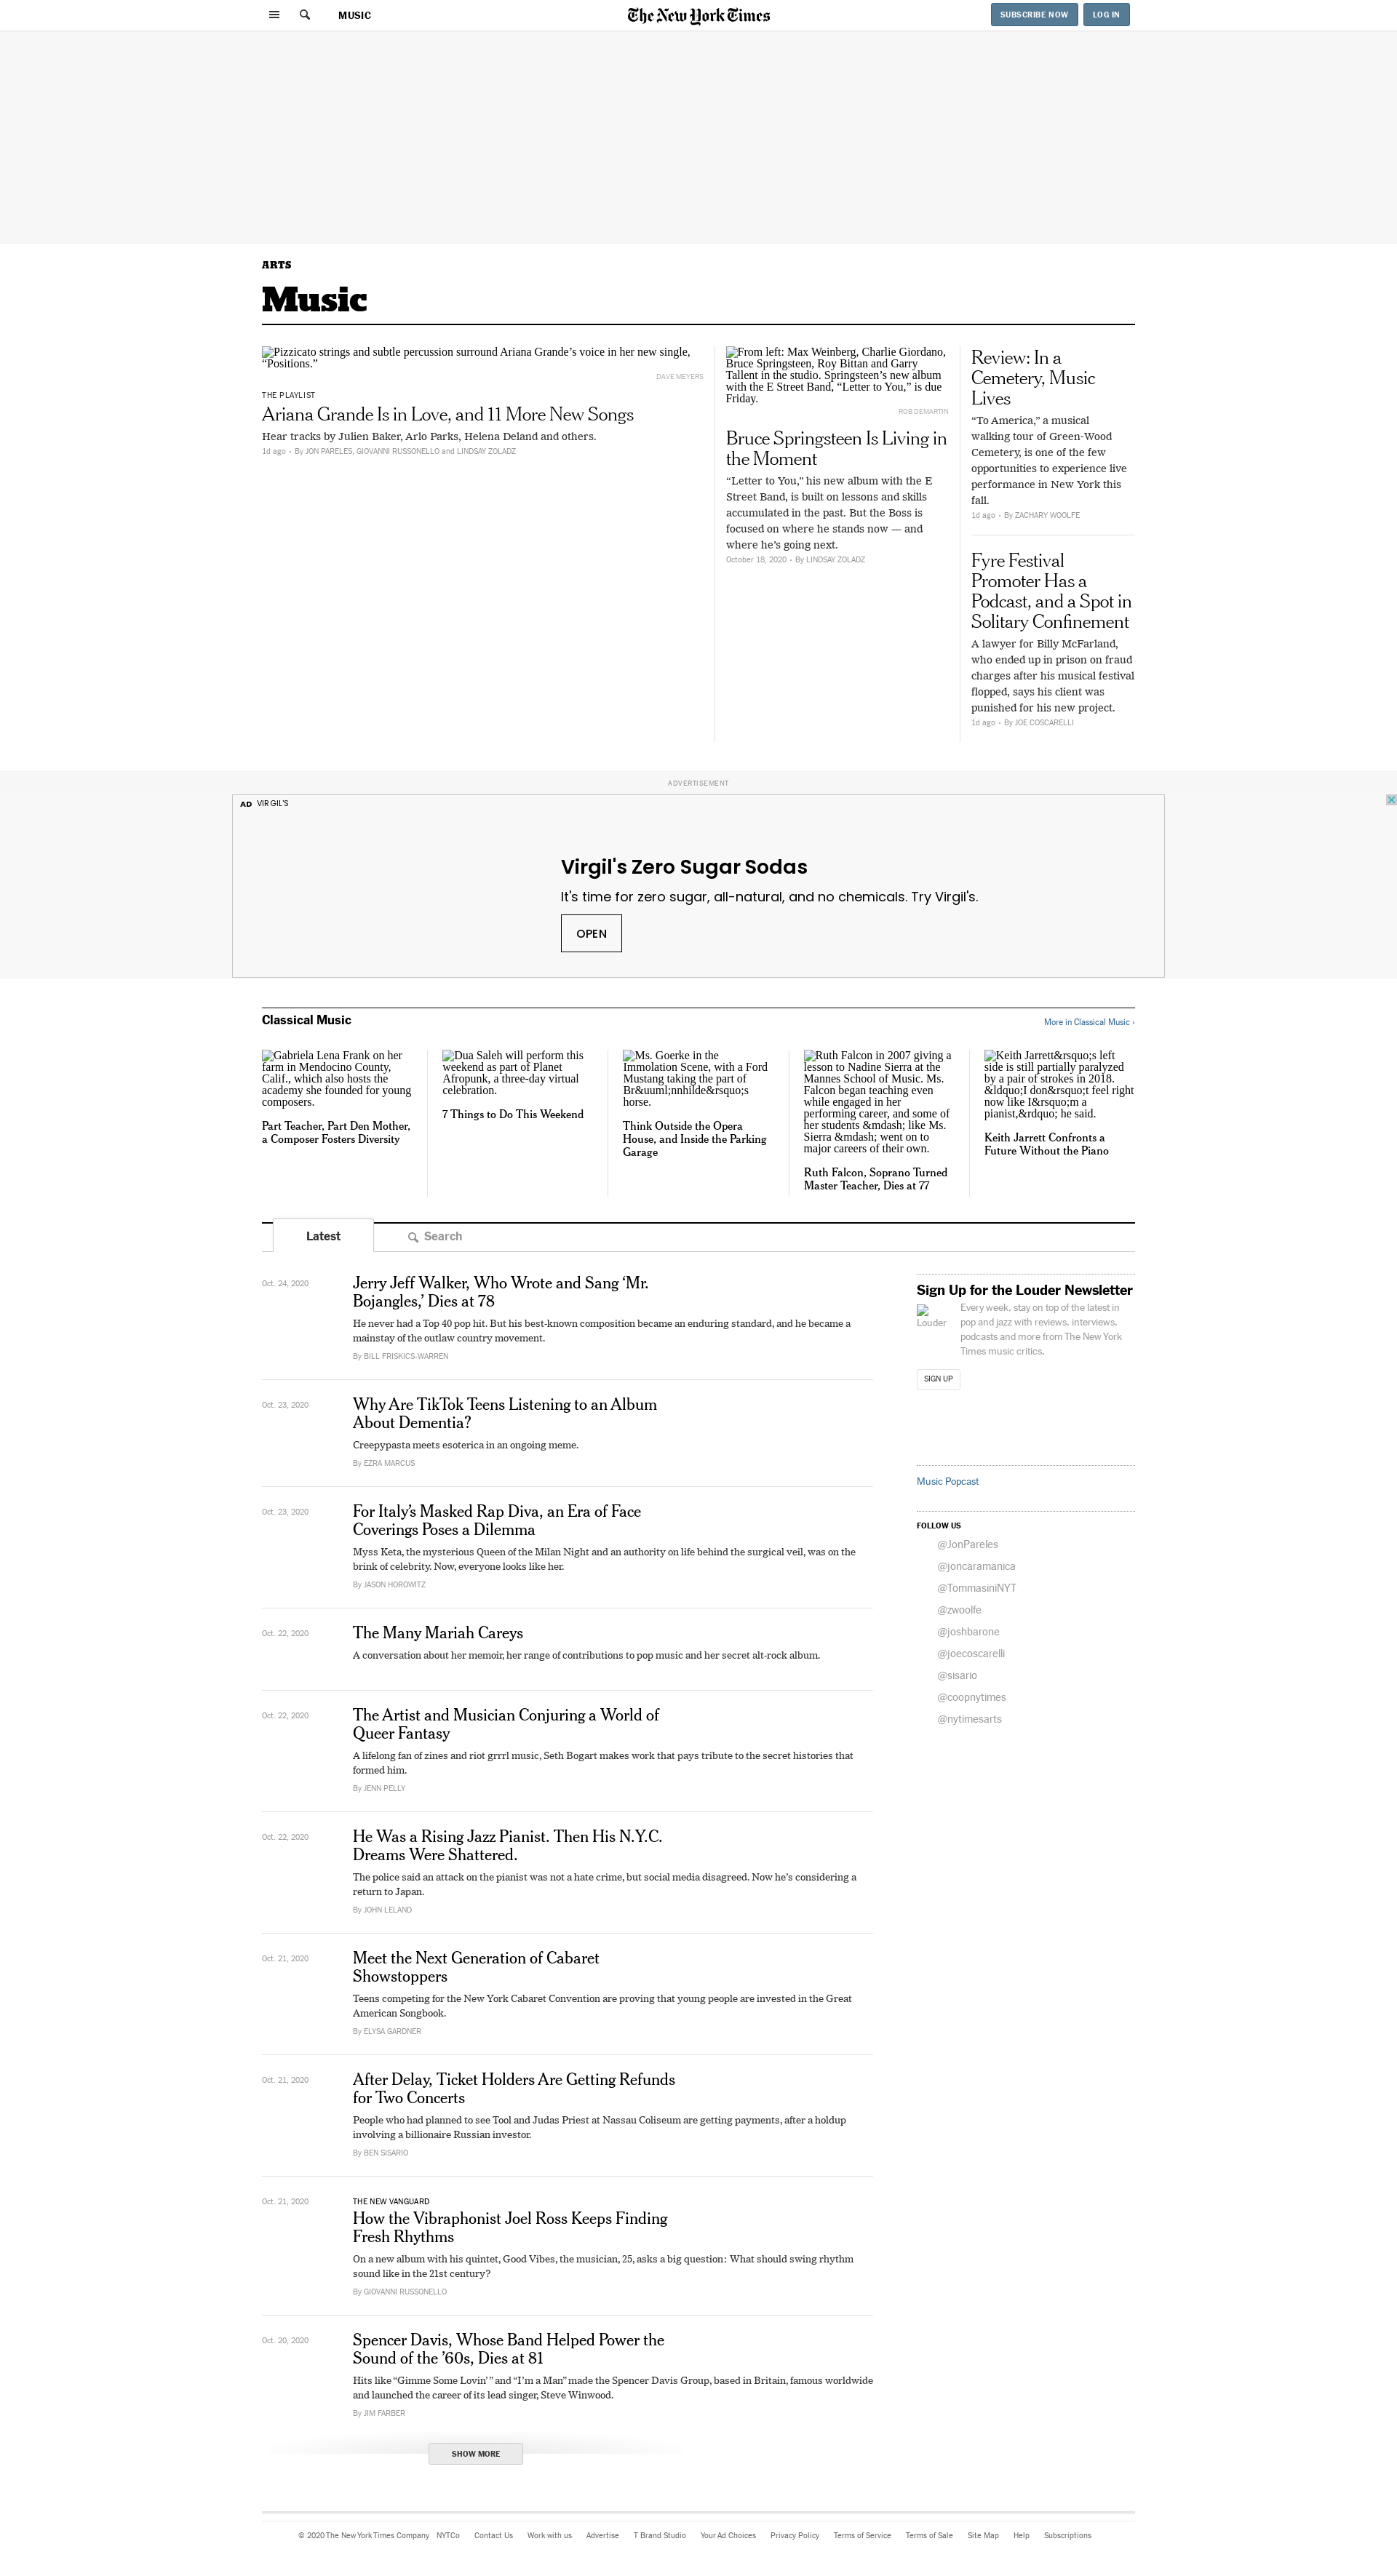 MUSIC
The New York Times
SUBSCRIBE NOW
LOG IN
ARTS
Music
Pizzicato strings and subtle percussion surround Ariana Grande’s voice in her new single,
“Positions.”
DAVE MEYERS
THE PLAYLIST
Ariana Grande Is in Love, and 11 More New Songs
Hear tracks by Julien Baker, Arlo Parks, Helena Deland and others.
1d ago • By JON PARELES, GIOVANNI RUSSONELLO and LINDSAY ZOLADZ
From left: Max Weinberg, Charlie Giordano,
Bruce Springsteen, Roy Bittan and Garry
Tallent in the studio. Springsteen’s new album
with the E Street Band, “Letter to You,” is due
Friday.
ROB DEMARTIN
Bruce Springsteen Is Living in
the Moment
“Letter to You,” his new album with the E
Street Band, is built on lessons and skills
accumulated in the past. But the Boss is
focused on where he stands now — and
where he’s going next.
October 18, 2020 • By LINDSAY ZOLADZ
Review: In a
Cemetery, Music
Lives
“To America,” a musical
walking tour of Green-Wood
Cemetery, is one of the few
opportunities to experience live
performance in New York this
fall.
1d ago • By ZACHARY WOOLFE
Fyre Festival
Promoter Has a
Podcast, and a Spot in
Solitary Confinement
A lawyer for Billy McFarland,
who ended up in prison on fraud
charges after his musical festival
flopped, says his client was
punished for his new project.
1d ago • By JOE COSCARELLI
ADVERTISEMENT
AD VIRGIL'S
Virgil's Zero Sugar Sodas
It's time for zero sugar, all-natural, and no chemicals. Try Virgil's.
OPEN
Classical Music
More in Classical Music ›
Gabriela Lena Frank on her
farm in Mendocino County,
Calif., which also hosts the
academy she founded for young
composers.
Part Teacher, Part Den Mother,
a Composer Fosters Diversity
Dua Saleh will perform this
weekend as part of Planet
Afropunk, a three-day virtual
celebration.
7 Things to Do This Weekend
Ms. Goerke in the
Immolation Scene, with a Ford
Mustang taking the part of
Br&uuml;nnhilde&rsquo;s
horse.
Think Outside the Opera
House, and Inside the Parking
Garage
Ruth Falcon in 2007 giving a
lesson to Nadine Sierra at the
Mannes School of Music. Ms.
Falcon began teaching even
while engaged in her
performing career, and some of
her students &mdash; like Ms.
Sierra &mdash; went on to
major careers of their own.
Ruth Falcon, Soprano Turned
Master Teacher, Dies at 77
Keith Jarrett&rsquo;s left
side is still partially paralyzed
by a pair of strokes in 2018.
&ldquo;I don&rsquo;t feel right
now like I&rsquo;m a
pianist,&rdquo; he said.
Keith Jarrett Confronts a
Future Without the Piano
Latest
Search
Oct. 24, 2020
Jerry Jeff Walker, Who Wrote and Sang ‘Mr.
Bojangles,’ Dies at 78
He never had a Top 40 pop hit. But his best-known composition became an enduring standard, and he became a
mainstay of the outlaw country movement.
By BILL FRISKICS-WARREN
Oct. 23, 2020
Why Are TikTok Teens Listening to an Album
About Dementia?
Creepypasta meets esoterica in an ongoing meme.
By EZRA MARCUS
Oct. 23, 2020
For Italy’s Masked Rap Diva, an Era of Face
Coverings Poses a Dilemma
Myss Keta, the mysterious Queen of the Milan Night and an authority on life behind the surgical veil, was on the
brink of celebrity. Now, everyone looks like her.
By JASON HOROWITZ
Oct. 22, 2020
The Many Mariah Careys
A conversation about her memoir, her range of contributions to pop music and her secret alt-rock album.
Oct. 22, 2020
The Artist and Musician Conjuring a World of
Queer Fantasy
A lifelong fan of zines and riot grrrl music, Seth Bogart makes work that pays tribute to the secret histories that
formed him.
By JENN PELLY
Oct. 22, 2020
He Was a Rising Jazz Pianist. Then His N.Y.C.
Dreams Were Shattered.
The police said an attack on the pianist was not a hate crime, but social media disagreed. Now he’s considering a
return to Japan.
By JOHN LELAND
Oct. 21, 2020
Meet the Next Generation of Cabaret
Showstoppers
Teens competing for the New York Cabaret Convention are proving that young people are invested in the Great
American Songbook.
By ELYSA GARDNER
Oct. 21, 2020
After Delay, Ticket Holders Are Getting Refunds
for Two Concerts
People who had planned to see Tool and Judas Priest at Nassau Coliseum are getting payments, after a holdup
involving a billionaire Russian investor.
By BEN SISARIO
Oct. 21, 2020
THE NEW VANGUARD
How the Vibraphonist Joel Ross Keeps Finding
Fresh Rhythms
On a new album with his quintet, Good Vibes, the musician, 25, asks a big question: What should swing rhythm
sound like in the 21st century?
By GIOVANNI RUSSONELLO
Oct. 20, 2020
Spencer Davis, Whose Band Helped Power the
Sound of the ’60s, Dies at 81
Hits like “Gimme Some Lovin’ ” and “I’m a Man” made the Spencer Davis Group, based in Britain, famous worldwide
and launched the career of its lead singer, Steve Winwood.
By JIM FARBER
SHOW MORE
Sign Up for the Louder Newsletter
Louder
Every week, stay on top of the latest in
pop and jazz with reviews, interviews,
podcasts and more from The New York
Times music critics.
SIGN UP
Music Popcast
FOLLOW US
@JonPareles
@joncaramanica
@TommasiniNYT
@zwoolfe
@joshbarone
@joecoscarelli
@sisario
@coopnytimes
@nytimesarts
© 2020 The New York Times Company NYTCo Contact Us Work with us Advertise T Brand Studio Your Ad Choices Privacy Policy Terms of Service Terms of Sale Site Map Help Subscriptions